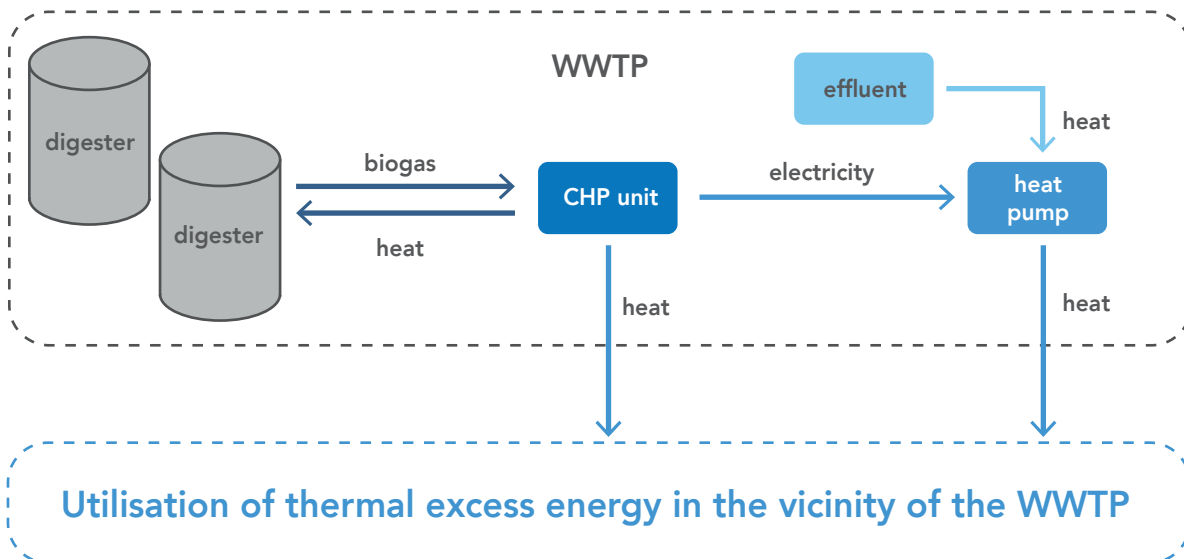 WWTP
effluent
heat
digester
biogas
electricity
heat
pump
CHP unit
digester
heat
heat
heat
Utilisation of thermal excess energy in the vicinity of the WWTP